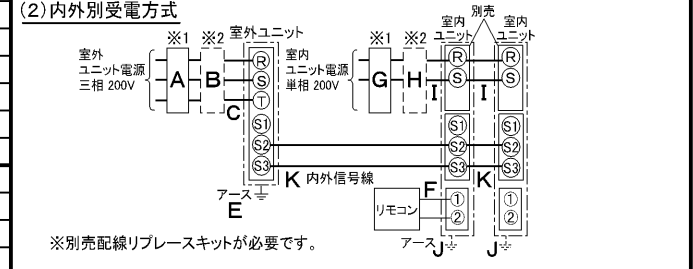 (2)内外別受電方式
※1 ※2 室外ユニット
※1 ※2 室内ユニット 別売 室内ユニット
室外
ユニット電源
三相 200V
A B C
R
S
T
S1
S2
S3
室内
ユニット電源
単相 200V
G H I I
R R
S S
S1 S1
S2 S2
S3 S3
K 内外信号線 K
アース
E
リモコン F
① ①
② ②
アース J J
※別売配線リプレースキットが必要です。